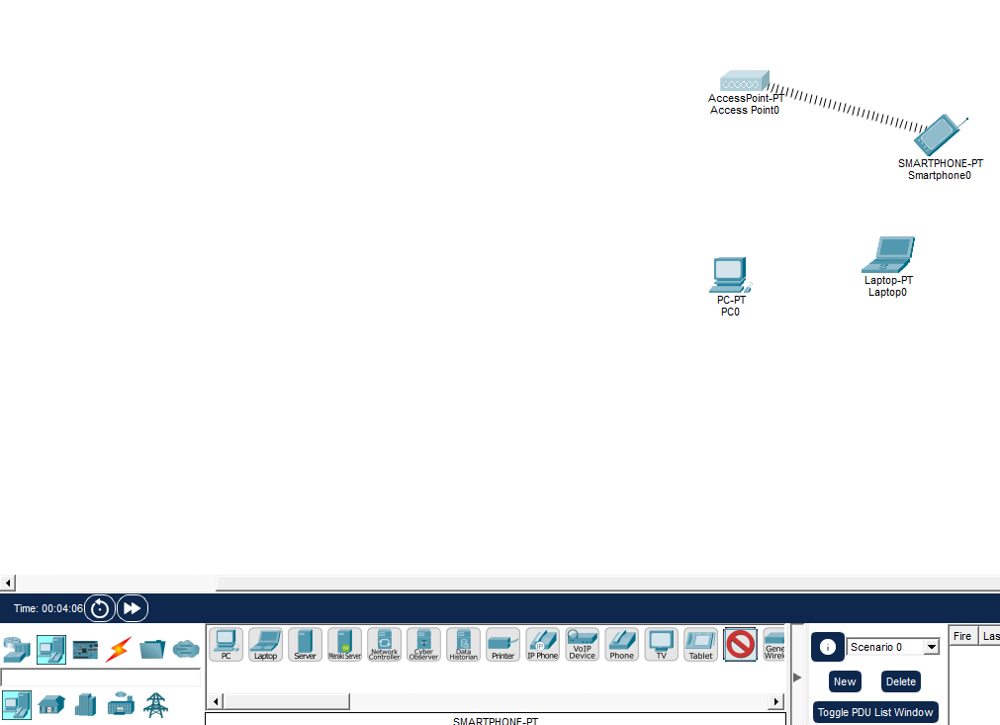 AccessPoint-PT
Access Point0
SMARTPHONE-PT
Smartphone0
Laptop-PT
Laptop0
PC-PT
PC0
Time: 00:04:06
PC
Laptop
Server
Meraki Server
Network
Controller
Cyber
Observer
Data
Historian
Printer
IP
IP Phone
VoIP
Device
Phone
TV
Tablet
Gene
Wirele
Scenario 0
Fire
Las
New
Delete
Toggle PDU List Window
SMARTPHONE-PT